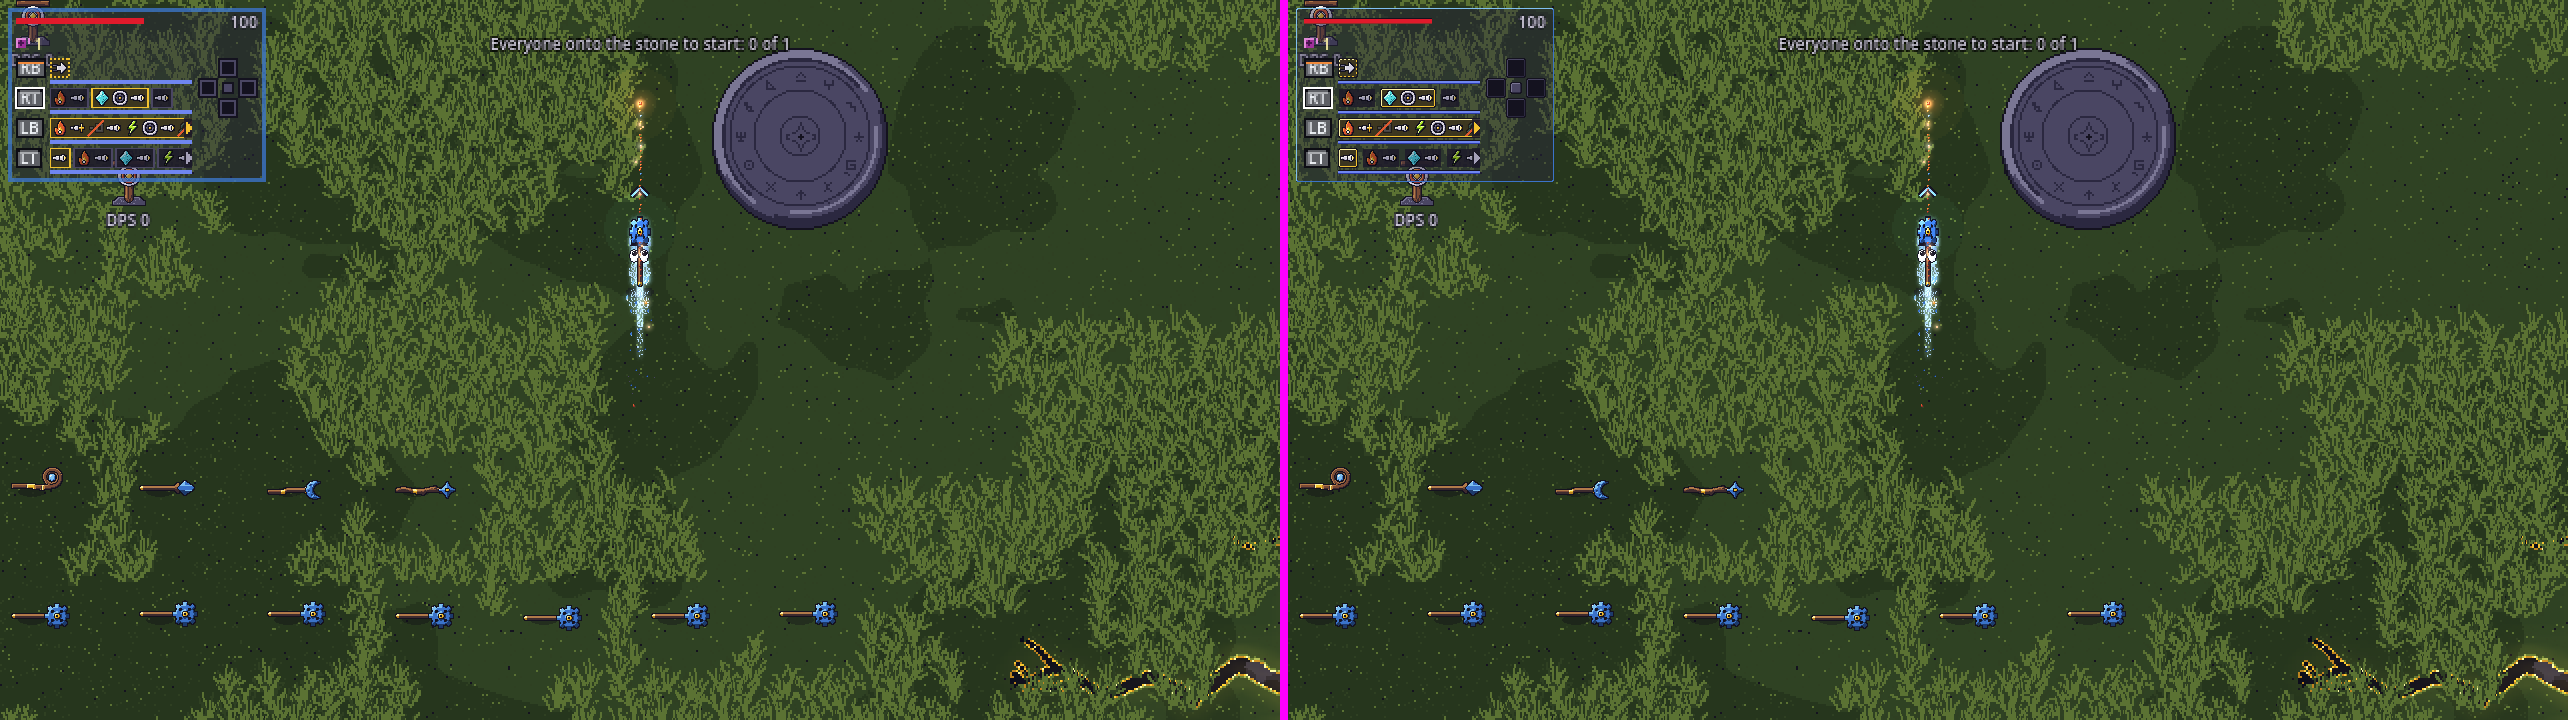 100
Everyone onto the stone to start: 0 of 1
1
RB
RT
LB
LT
DPS 0
100
Everyone onto the stone to start: 0 of 1
1
RB
RT
LB
LT
DPS 0